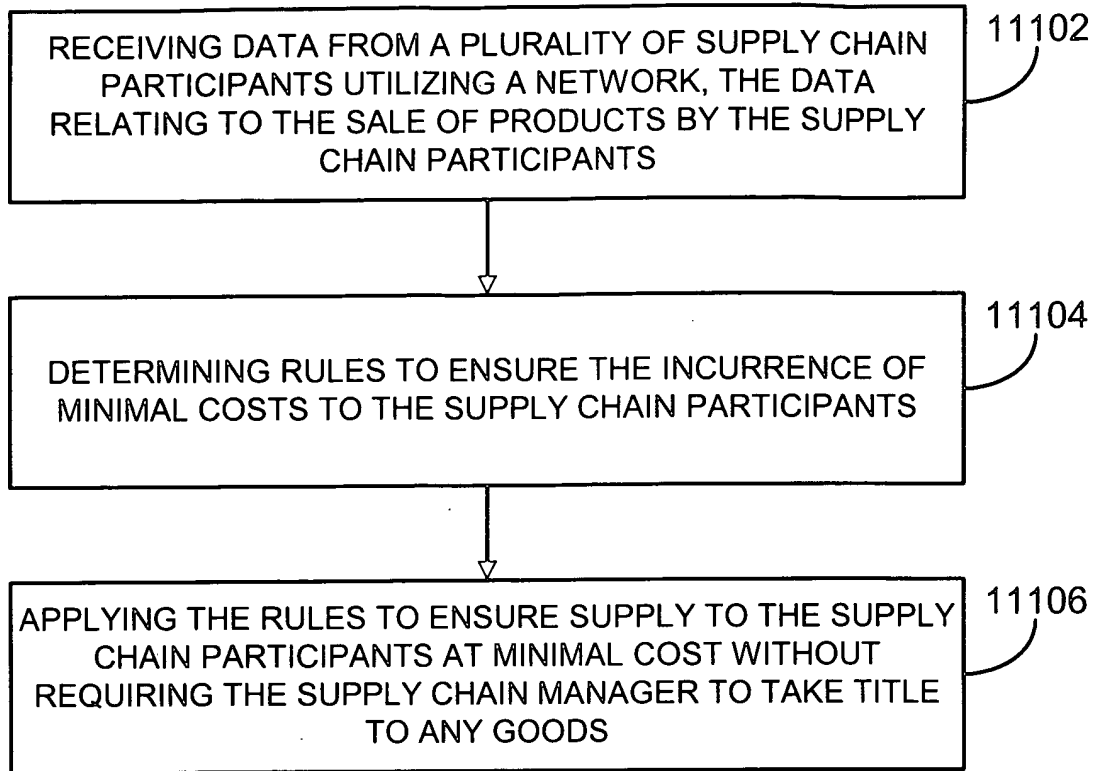 RECEIVING DATA FROM A PLURALITY OF SUPPLY CHAIN
PARTICIPANTS UTILIZING A NETWORK, THE DATA
RELATING TO THE SALE OF PRODUCTS BY THE SUPPLY
CHAIN PARTICIPANTS
11102
DETERMINING RULES TO ENSURE THE INCURRENCE OF
MINIMAL COSTS TO THE SUPPLY CHAIN PARTICIPANTS
11104
APPLYING THE RULES TO ENSURE SUPPLY TO THE SUPPLY
CHAIN PARTICIPANTS AT MINIMAL COST WITHOUT
REQUIRING THE SUPPLY CHAIN MANAGER TO TAKE TITLE
TO ANY GOODS
11106